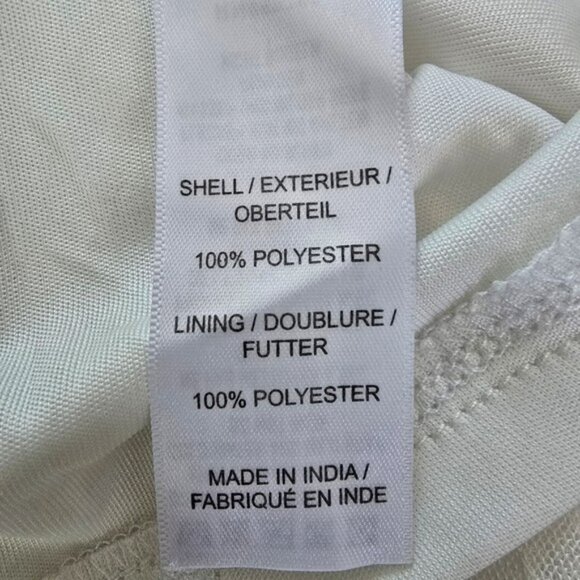 SHELL / EXTERIEUR /
OBERTEIL
100% POLYESTER
LINING / DOUBLURE /
FUTTER
100% POLYESTER
MADE IN INDIA /
FABRIQUÉ EN INDE